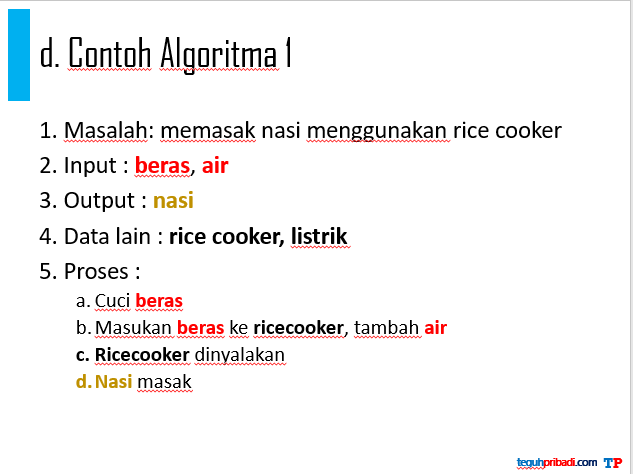 d. Contoh Algoritma 1
1. Masalah: memasak nasi menggunakan rice cooker
2. Input : beras, air
3. Output : nasi
4. Data lain : rice cooker, listrik
5. Proses :
a. Cuci beras
b. Masukan beras ke ricecooker, tambah air
c. Ricecooker dinyalakan
d. Nasi masak
teguhpribadi.com TP